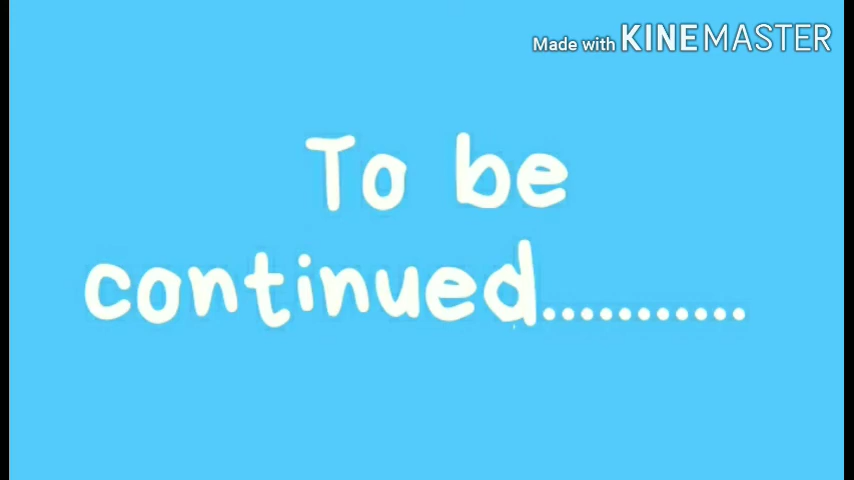 Made with KINEMASTER
To be
continued...........